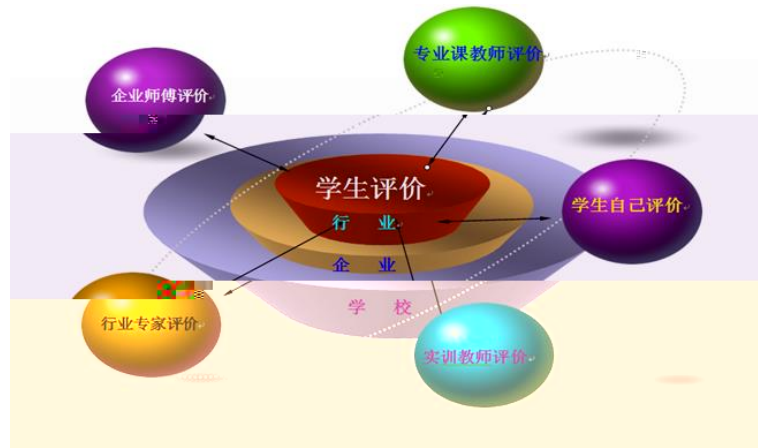 专业课教师评价
企业师傅评价
学生评价
学生自己评价
行 业
企 业
学 校
行业专家评价
实训教师评价